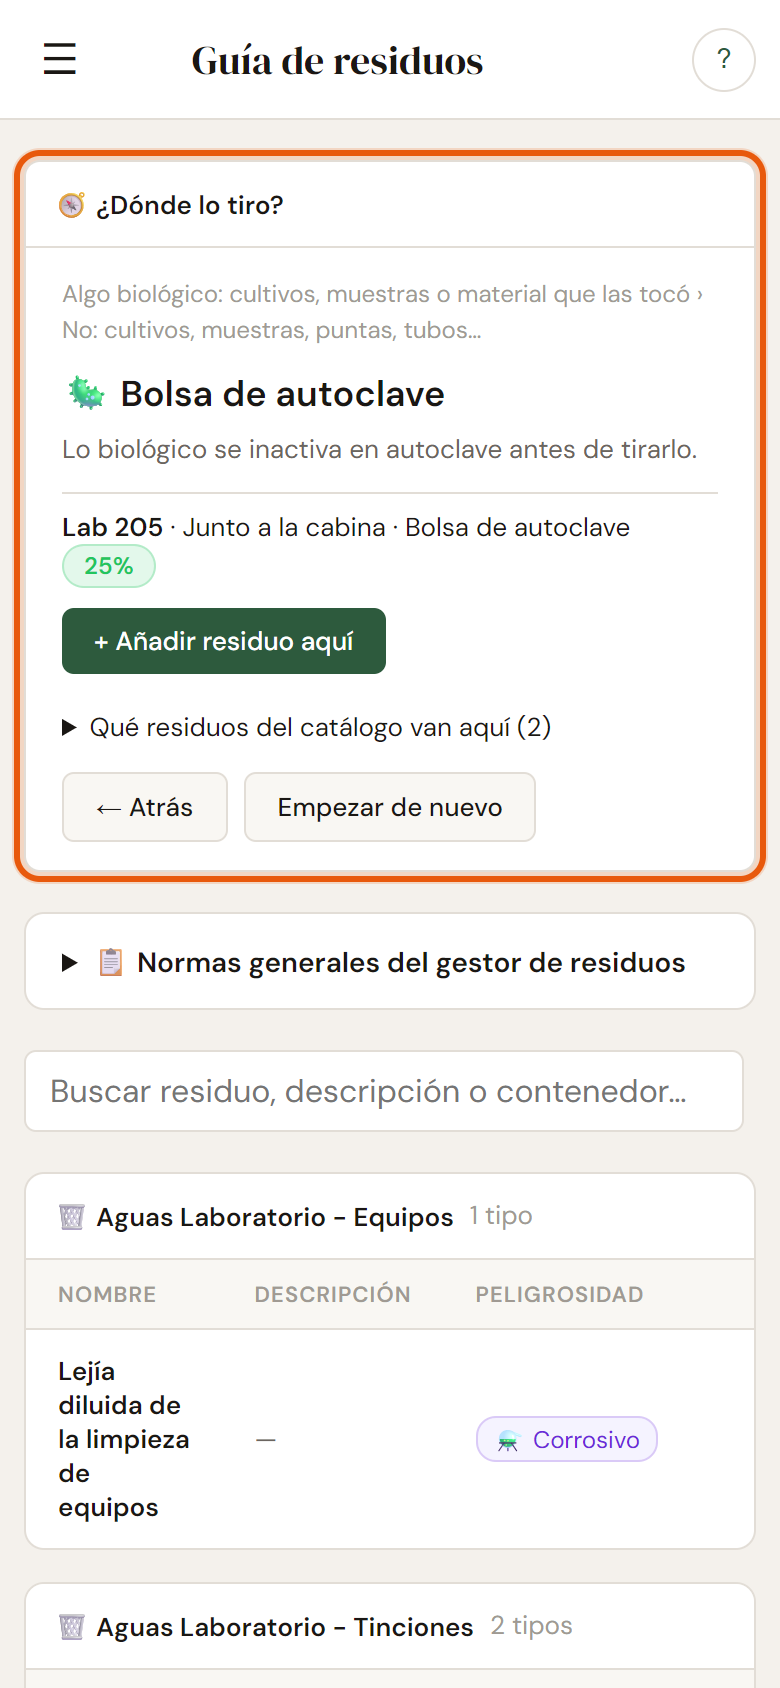 ☰ Guía de residuos ?
¿Dónde lo tiro?
Algo biológico: cultivos, muestras o material que las tocó ›
No: cultivos, muestras, puntas, tubos...
Bolsa de autoclave
Lo biológico se inactiva en autoclave antes de tirarlo.
Lab 205 · Junto a la cabina · Bolsa de autoclave
25%
+ Añadir residuo aquí
▶ Qué residuos del catálogo van aquí (2)
← Atrás Empezar de nuevo
▶ Normas generales del gestor de residuos
Buscar residuo, descripción o contenedor...
Aguas Laboratorio - Equipos 1 tipo
NOMBRE DESCRIPCIÓN PELIGROSIDAD
Lejía
diluida de
la limpieza
de
equipos
—
Corrosivo
Aguas Laboratorio - Tinciones 2 tipos